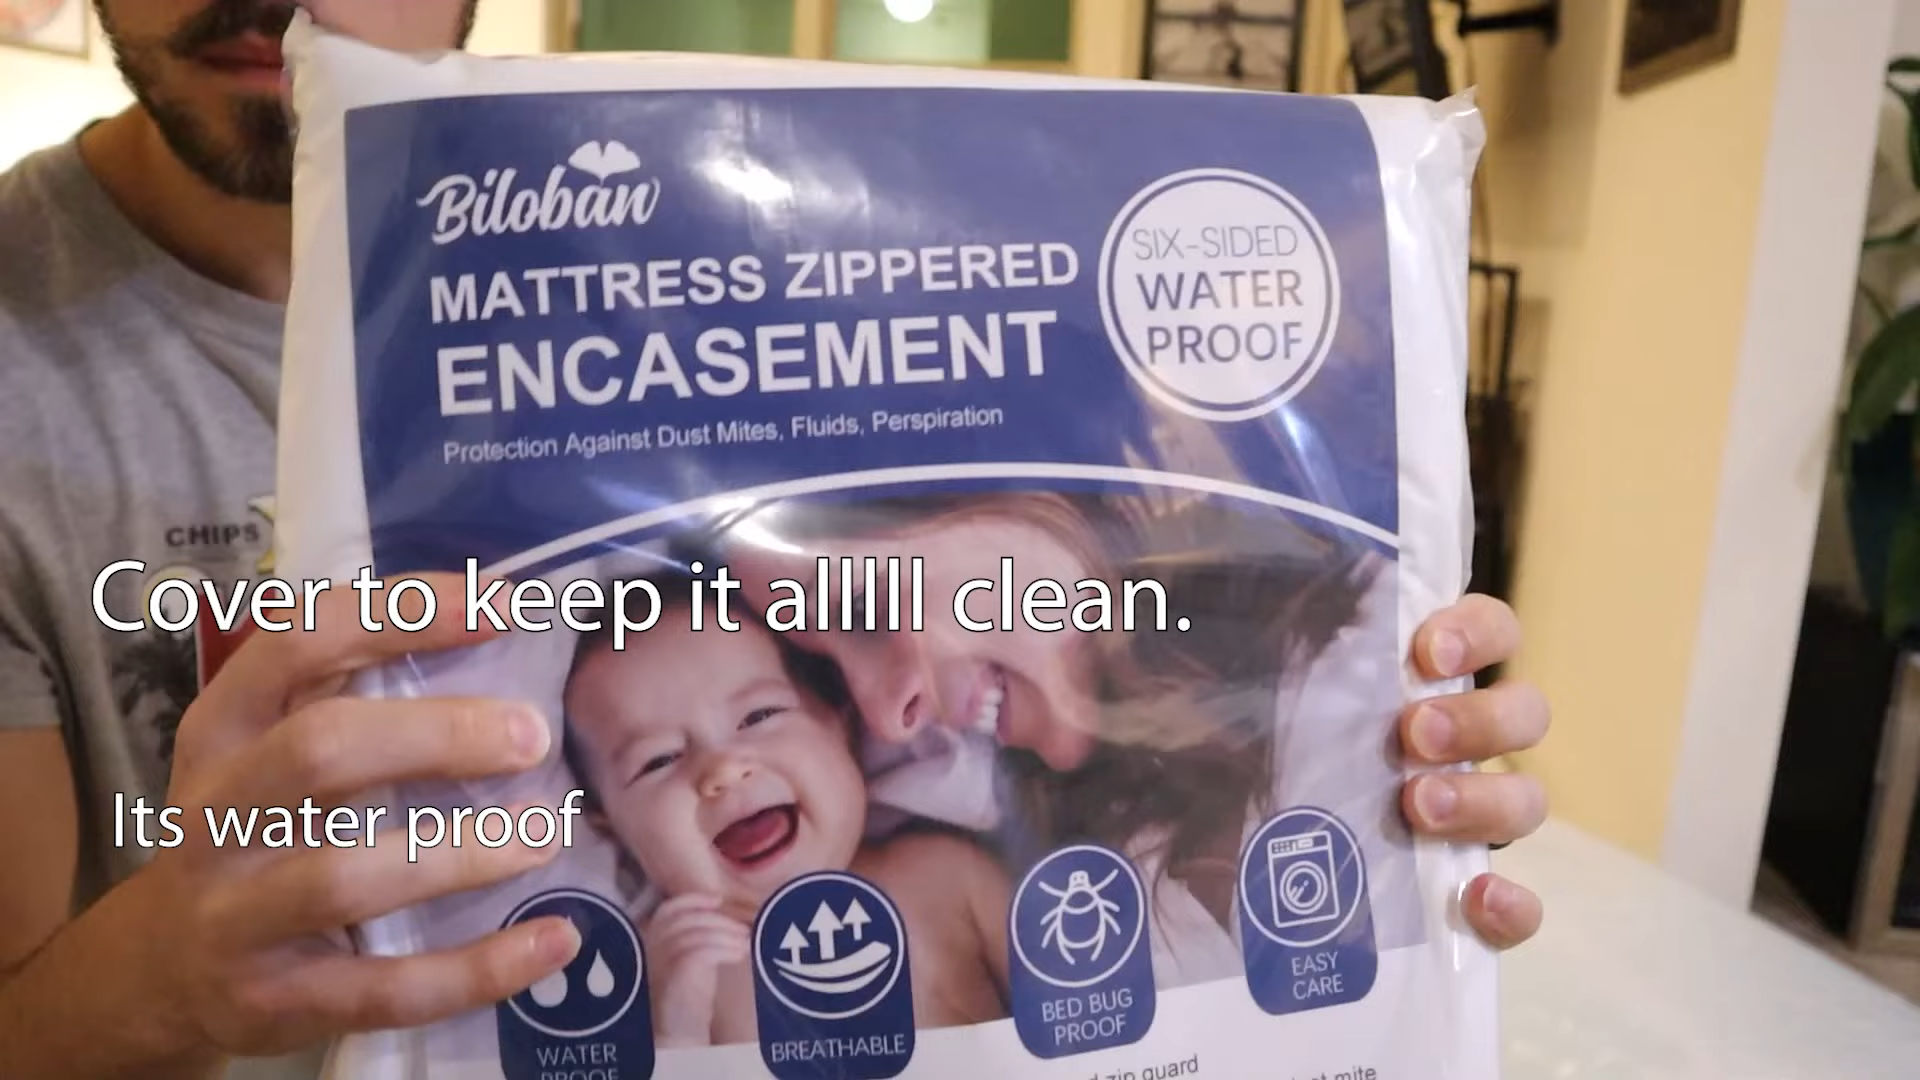 Biloban
MATTRESS ZIPPERED
ENCASEMENT
Protection Against Dust Mites, Fluids, Perspiration
SIX-SIDED
WATER
PROOF
CHIPS
Cover to keep it alllll clean.
Its water proof
WATER
PROOF
BREATHABLE
BED BUG
PROOF
EASY
CARE
zip guard
mite